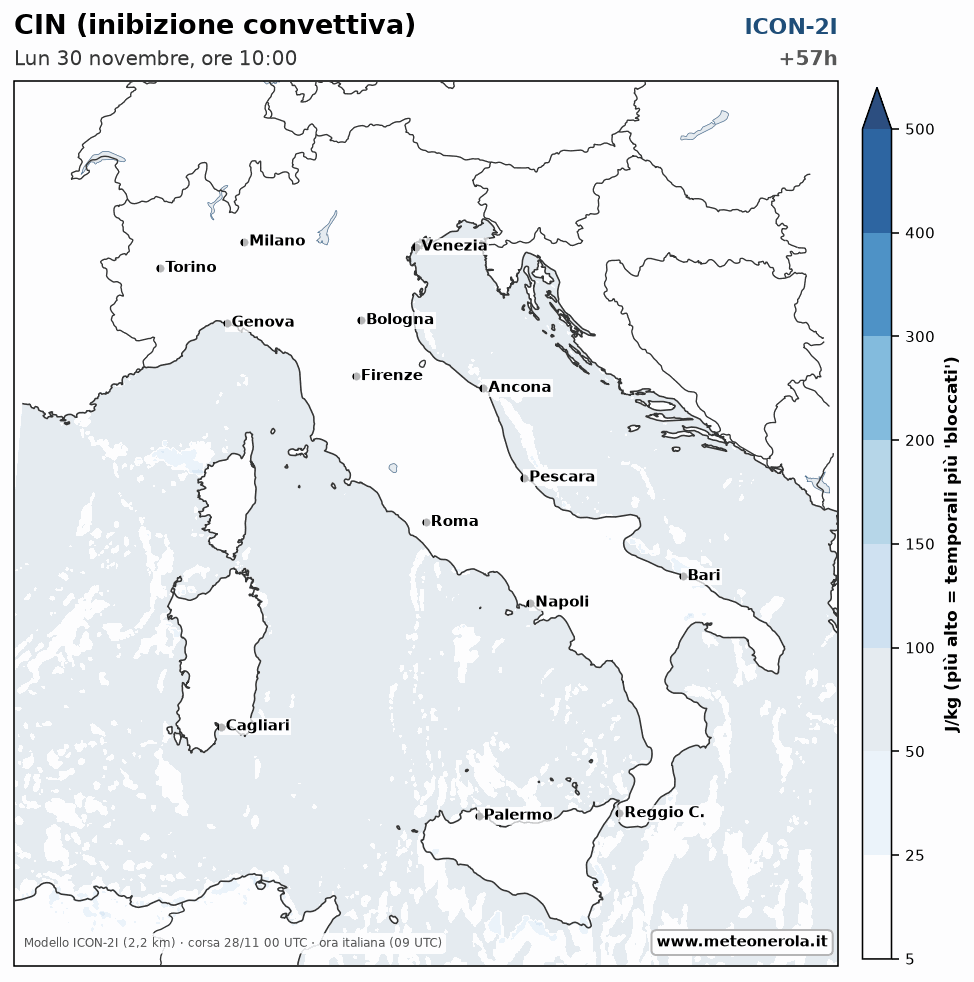 CIN (inibizione convettiva)
ICON-2I
Lun 30 novembre, ore 10:00
+57h
500
400
300
200
150
100
50
25
5
J/kg (più alto = temporali più 'bloccati')
Milano
Venezia
Torino
Genova
Bologna
Firenze
Ancona
Pescara
Roma
Bari
Napoli
Cagliari
Palermo
Reggio C.
Modello ICON-2I (2,2 km) · corsa 28/11 00 UTC · ora italiana (09 UTC)
www.meteonerola.it